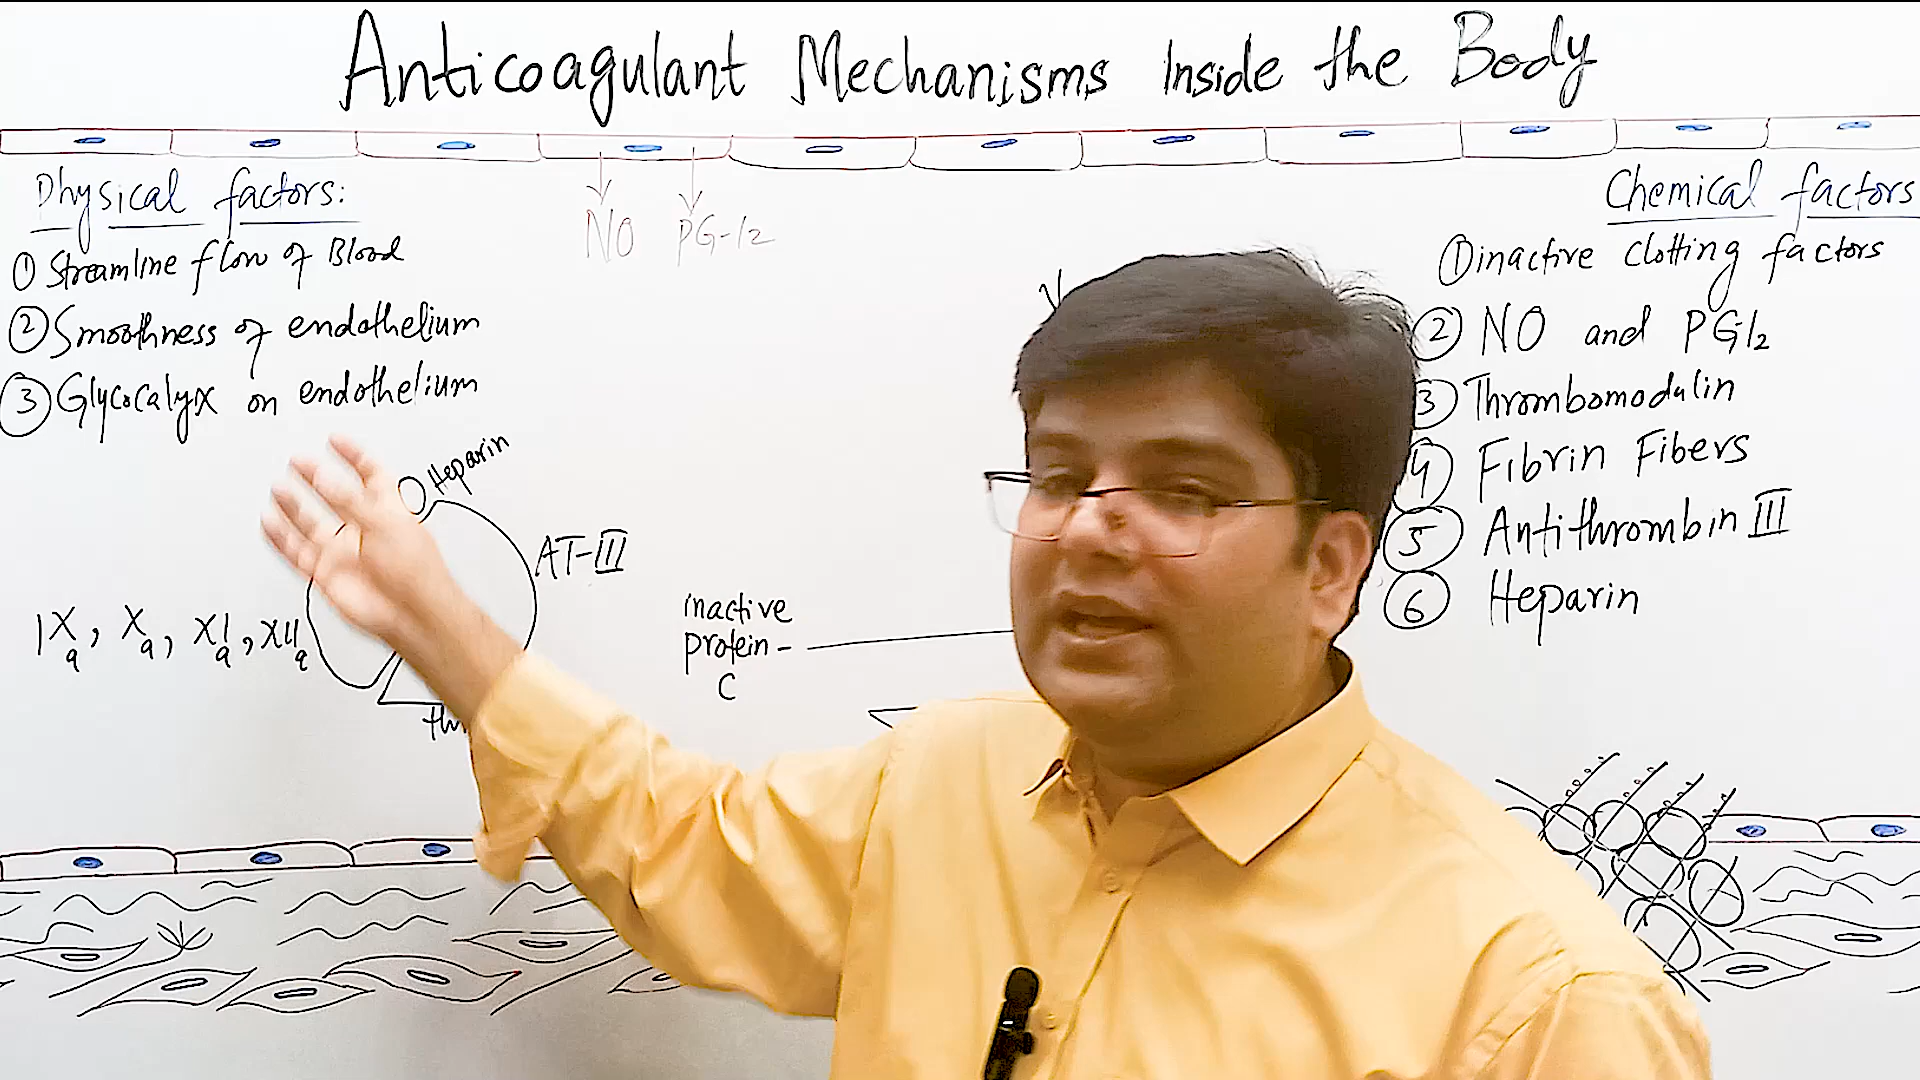 Anticoagulant Mechanisms Inside the Body
Physical factors:
① Streamline flow of Blood
② Smoothness of endothelium
③ Glycocalyx on endothelium
NO PG-I2
Chemical factors
① inactive clotting factors
② NO and PGI2
③ Thrombomodulin
④ Fibrin Fibers
⑤ Antithrombin III
⑥ Heparin
Heparin
AT-III
IXa, Xa, XIa, XIIa
inactive
protein-
C